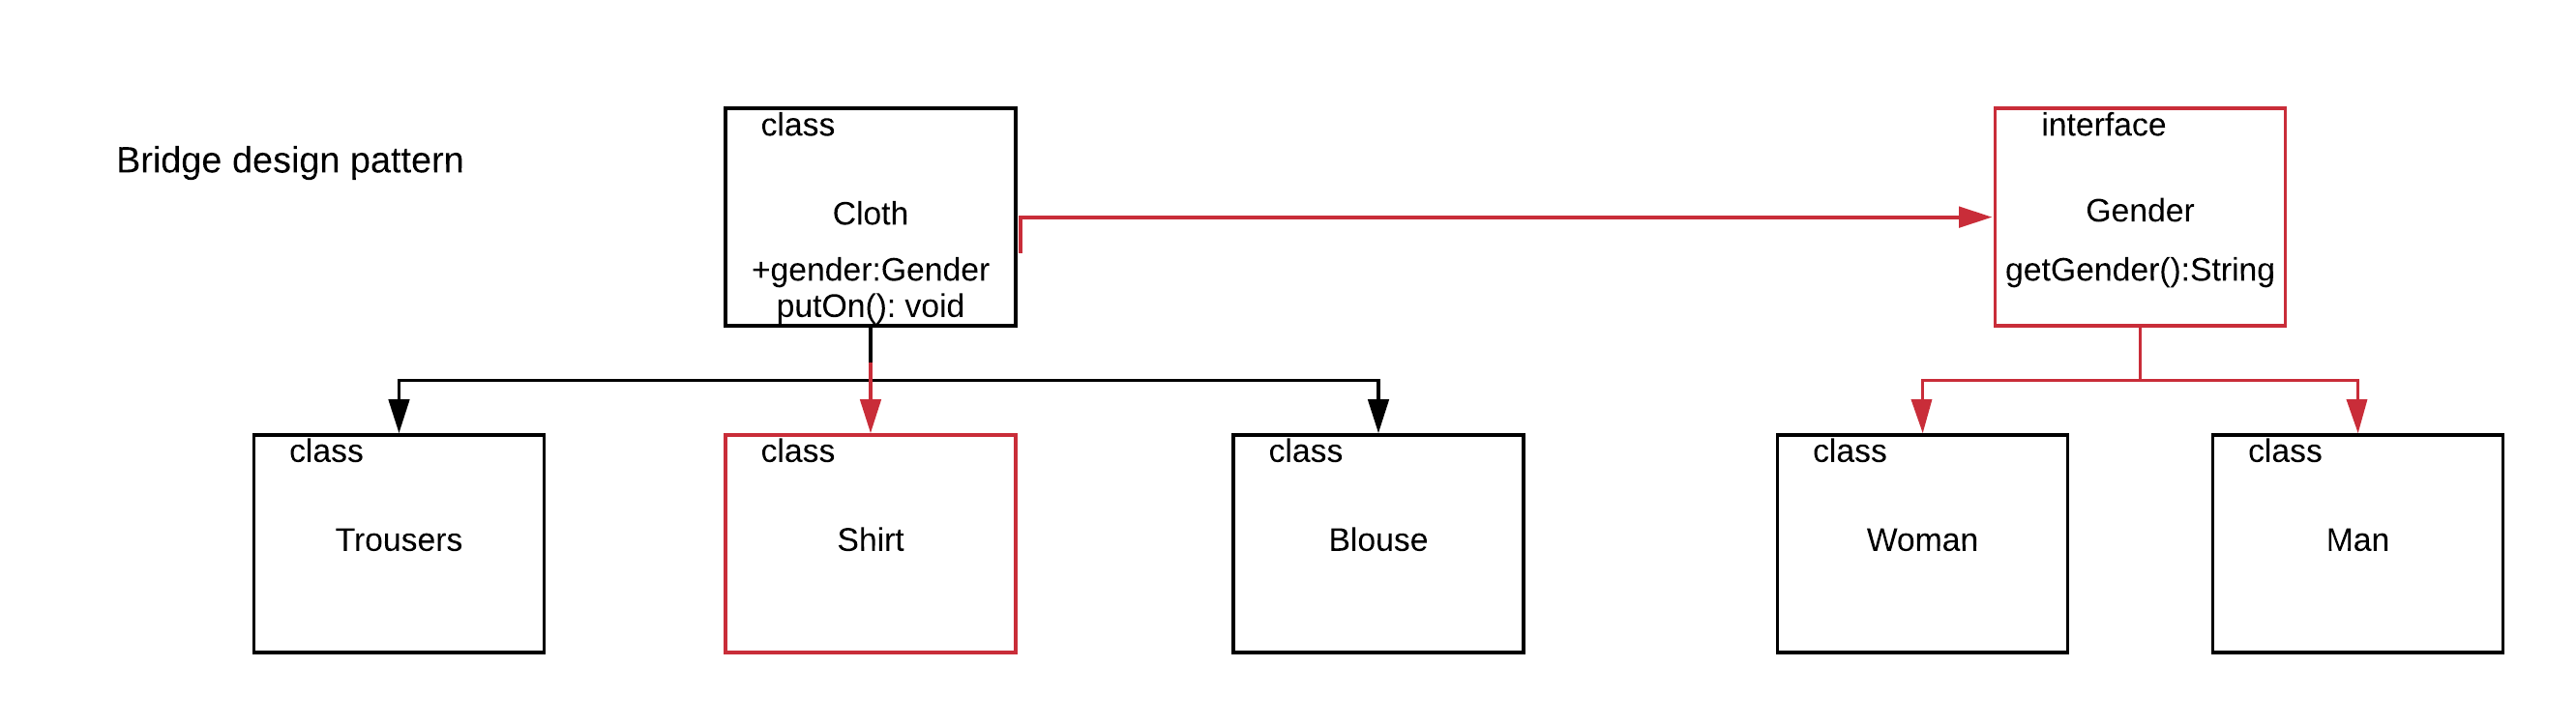 Bridge design pattern
class
Cloth
+gender:Gender
putOn(): void
interface
Gender
getGender():String
class
Trousers
class
Shirt
class
Blouse
class
Woman
class
Man